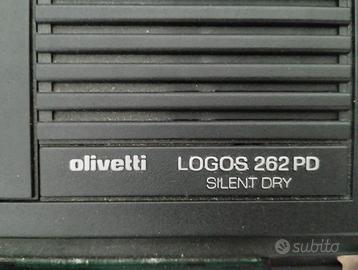 olivetti LOGOS 262 PD
SILENT DRY
subito